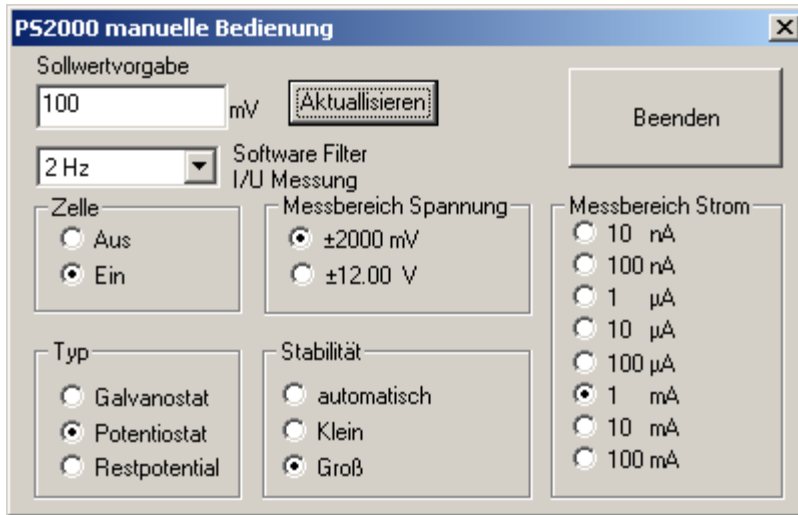 PS2000 manuelle Bedienung
Sollwertvorgabe
100
mV
Aktuallisieren
Beenden
2 Hz
Software Filter
I/U Messung
Zelle
Aus
Ein
Messbereich Spannung
±2000 mV
±12.00 V
Messbereich Strom
10 nA
100 nA
1 µA
10 µA
100 µA
1 mA
10 mA
100 mA
Typ
Galvanostat
Potentiostat
Restpotential
Stabilität
automatisch
Klein
Groß